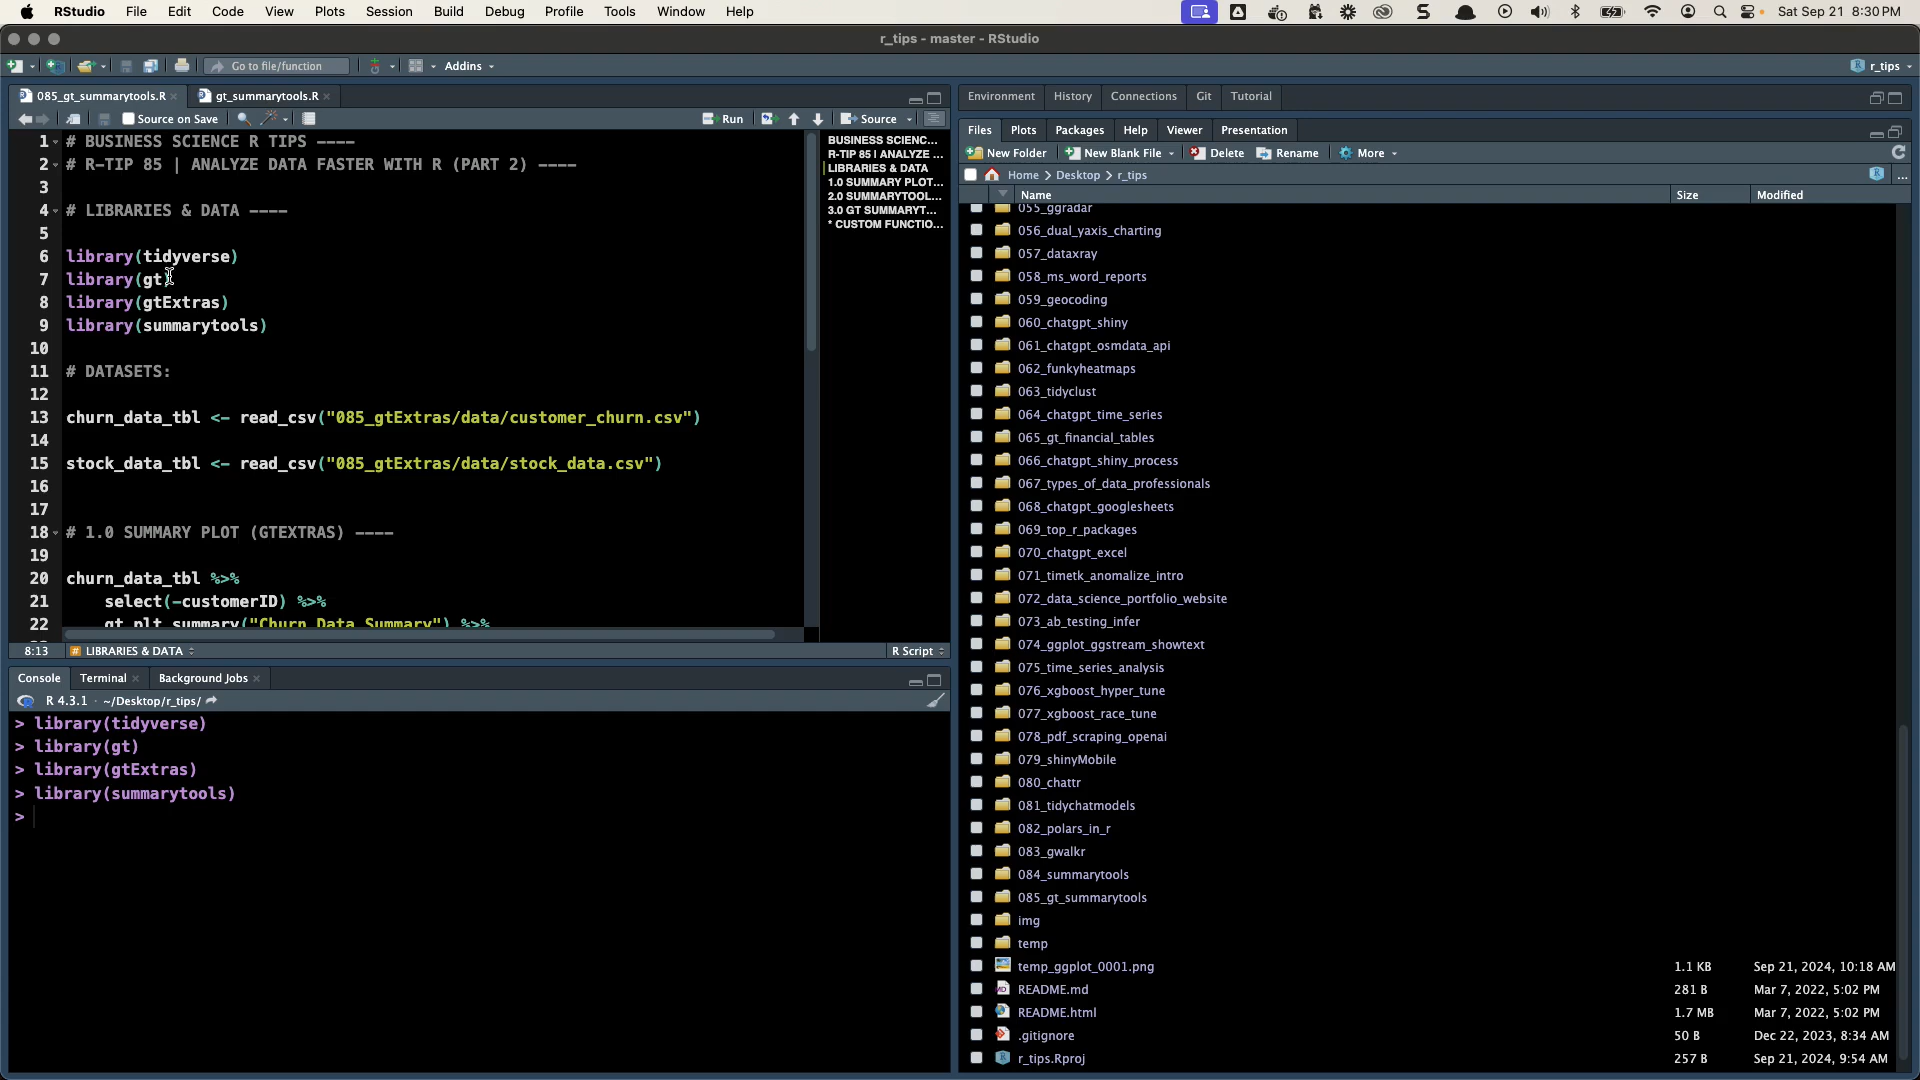 RStudio File Edit Code View Plots Session Build Debug Profile Tools Window Help Sat Sep 21 8:30 PM
r_tips - master - RStudio
Go to file/function Addins r_tips
085_gt_summarytools.R gt_summarytools.R
Source on Save Run Source
1 # BUSINESS SCIENCE R TIPS ----
2 # R-TIP 85 | ANALYZE DATA FASTER WITH R (PART 2) ----
3
4 # LIBRARIES & DATA ----
5
6 library(tidyverse)
7 library(gt)
8 library(gtExtras)
9 library(summarytools)
10
11 # DATASETS:
12
13 churn_data_tbl <- read_csv("085_gtExtras/data/customer_churn.csv")
14
15 stock_data_tbl <- read_csv("085_gtExtras/data/stock_data.csv")
16
17
18 # 1.0 SUMMARY PLOT (GTEXTRAS) ----
19
20 churn_data_tbl %>%
21 select(-customerID) %>%
22 gt_plt_summary("Churn Data Summary") %>%
BUSINESS SCIENC...
R-TIP 85 | ANALYZE ...
LIBRARIES & DATA
1.0 SUMMARY PLOT...
2.0 SUMMARYTOOL...
3.0 GT SUMMARYT...
* CUSTOM FUNCTIO...
8:13 # LIBRARIES & DATA R Script
Console Terminal Background Jobs
R 4.3.1 · ~/Desktop/r_tips/
> library(tidyverse)
> library(gt)
> library(gtExtras)
> library(summarytools)
>
Environment History Connections Git Tutorial
Files Plots Packages Help Viewer Presentation
New Folder New Blank File Delete Rename More
Home Desktop r_tips ...
Name Size Modified
055_ggradar
056_dual_yaxis_charting
057_dataxray
058_ms_word_reports
059_geocoding
060_chatgpt_shiny
061_chatgpt_osmdata_api
062_funkyheatmaps
063_tidyclust
064_chatgpt_time_series
065_gt_financial_tables
066_chatgpt_shiny_process
067_types_of_data_professionals
068_chatgpt_googlesheets
069_top_r_packages
070_chatgpt_excel
071_timetk_anomalize_intro
072_data_science_portfolio_website
073_ab_testing_infer
074_ggplot_ggstream_showtext
075_time_series_analysis
076_xgboost_hyper_tune
077_xgboost_race_tune
078_pdf_scraping_openai
079_shinyMobile
080_chattr
081_tidychatmodels
082_polars_in_r
083_gwalkr
084_summarytools
085_gt_summarytools
img
temp
temp_ggplot_0001.png 1.1 KB Sep 21, 2024, 10:18 AM
README.md 281 B Mar 7, 2022, 5:02 PM
README.html 1.7 MB Mar 7, 2022, 5:02 PM
.gitignore 50 B Dec 22, 2023, 8:34 AM
r_tips.Rproj 257 B Sep 21, 2024, 9:54 AM